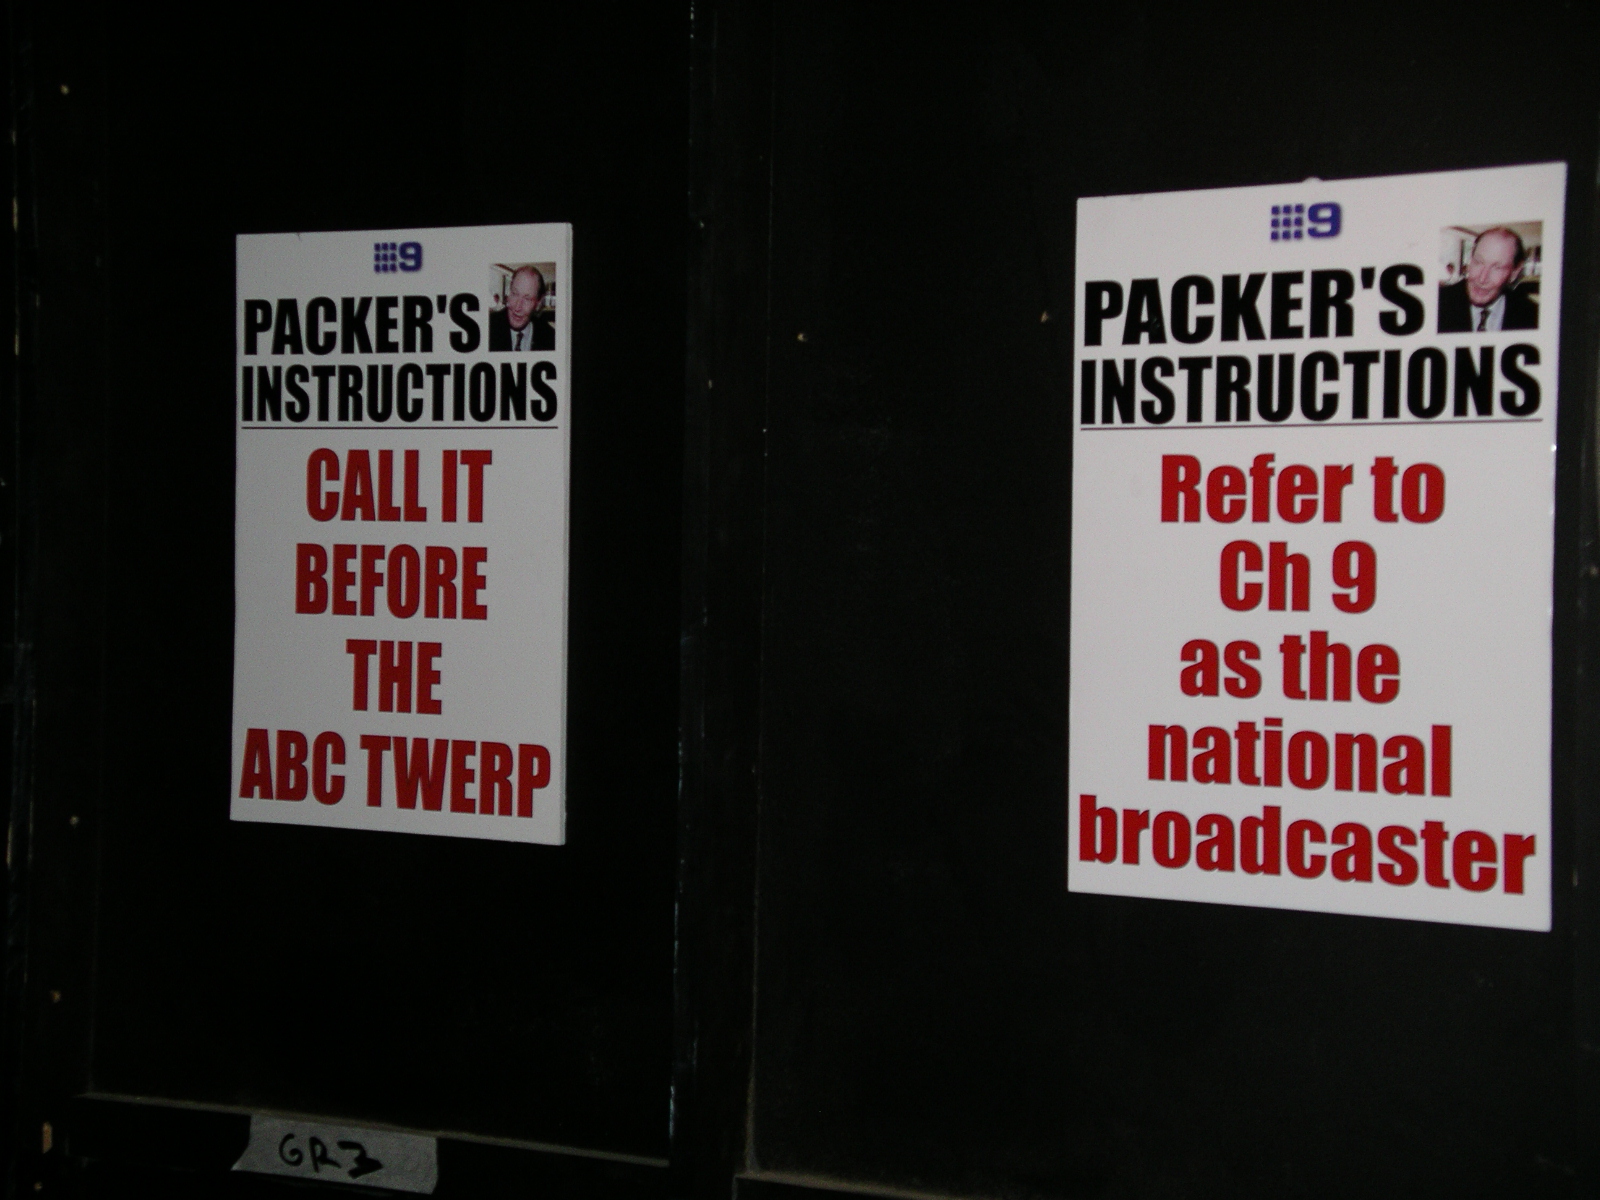 9
PACKER'S
INSTRUCTIONS
CALL IT
BEFORE
THE
ABC TWERP
9
PACKER'S
INSTRUCTIONS
Refer to
Ch 9
as the
national
broadcaster
GR3